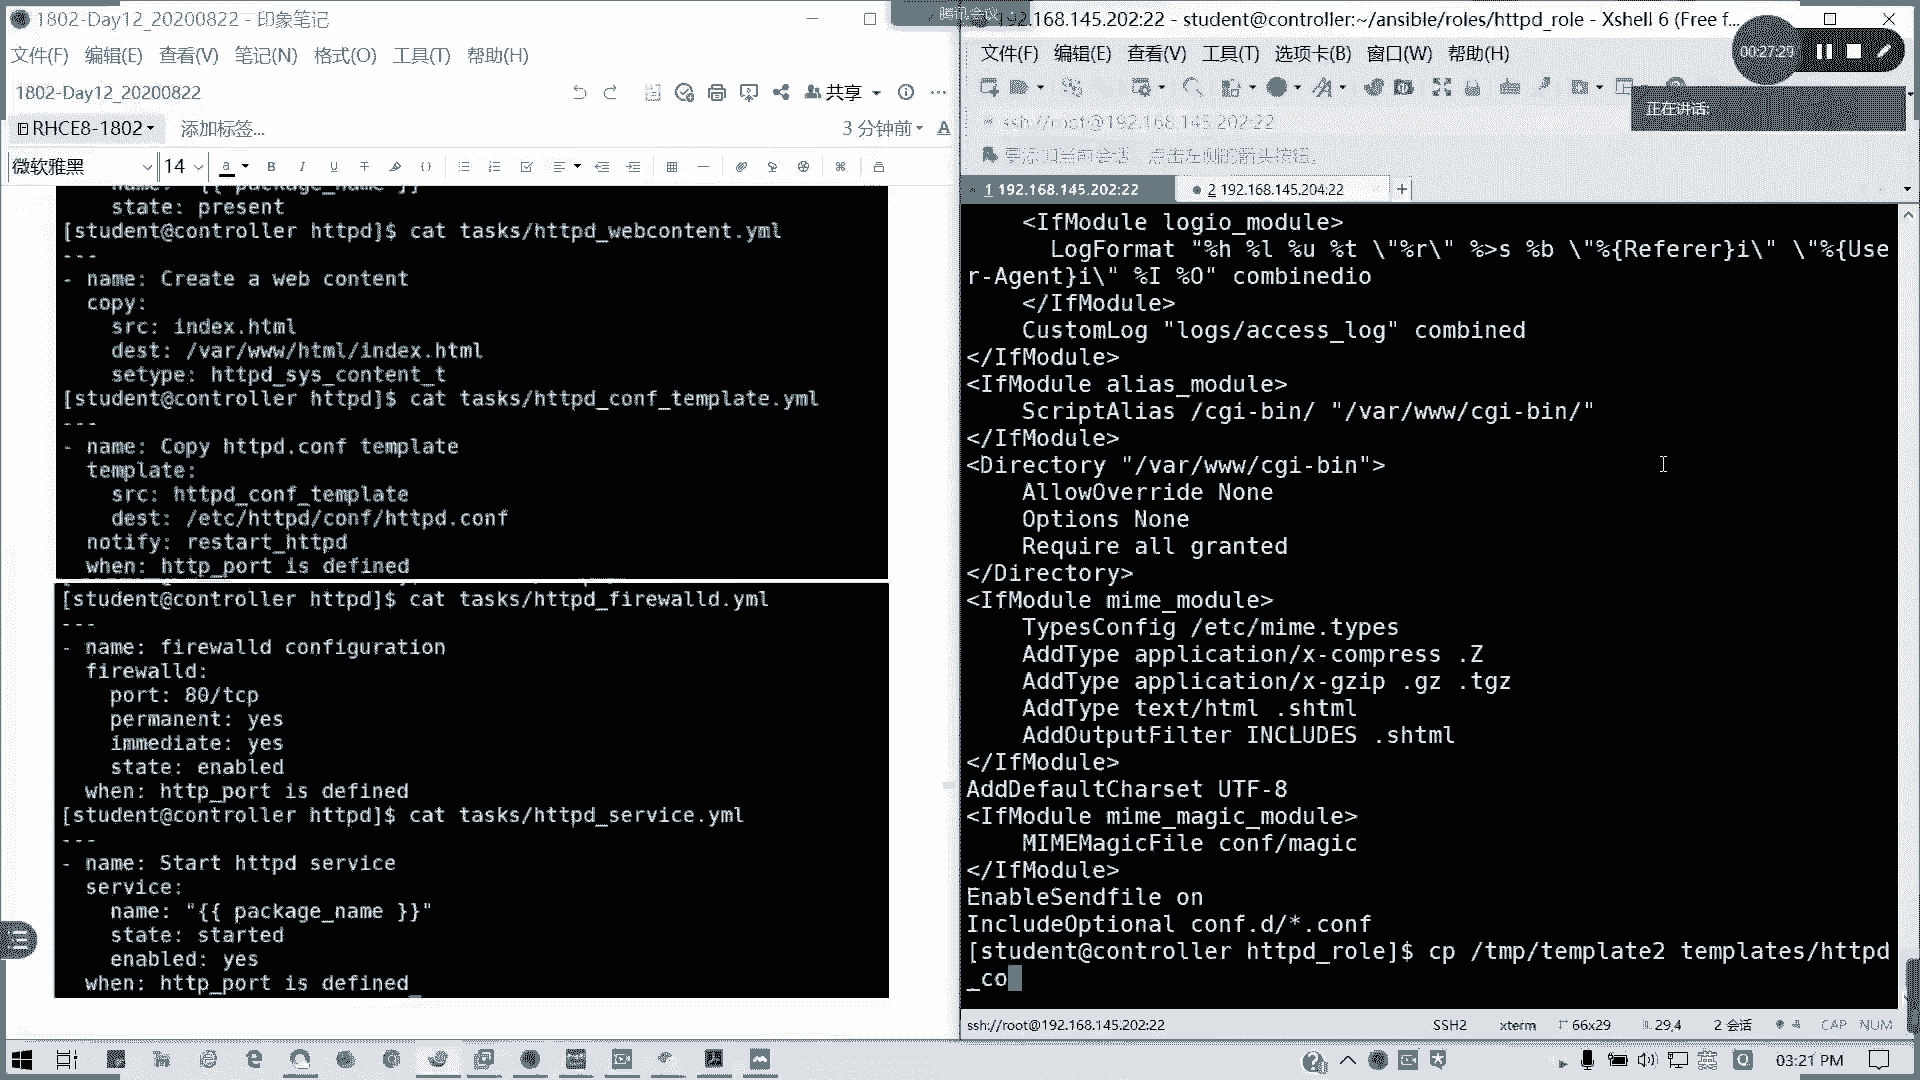 1802-Day12_20200822 - 印象笔记
文件(F) 编辑(E) 查看(V) 笔记(N) 格式(O) 工具(T) 帮助(H)
1802-Day12_20200822
共享
RHCE8-1802
添加标签...
3 分钟前
微软雅黑
14
state: present
[student@controller httpd]$ cat tasks/httpd_webcontent.yml
---
- name: Create a web content
copy:
src: index.html
dest: /var/www/html/index.html
setype: httpd_sys_content_t
[student@controller httpd]$ cat tasks/httpd_conf_template.yml
---
- name: Copy httpd.conf template
template:
src: httpd_conf_template
dest: /etc/httpd/conf/httpd.conf
notify: restart_httpd
when: http_port is defined
[student@controller httpd]$ cat tasks/httpd_firewalld.yml
---
- name: firewalld configuration
firewalld:
port: 80/tcp
permanent: yes
immediate: yes
state: enabled
when: http_port is defined
[student@controller httpd]$ cat tasks/httpd_service.yml
---
- name: Start httpd service
service:
name: "{{ package_name }}"
state: started
enabled: yes
when: http_port is defined
腾讯会议
192.168.145.202:22 - student@controller:~/ansible/roles/httpd_role - Xshell 6 (Free f...
文件(F) 编辑(E) 查看(V) 工具(T) 选项卡(B) 窗口(W) 帮助(H)
00:27:29
正在讲话:
ssh://root@192.168.145.202:22
要添加当前会话，点击左侧的箭头按钮。
1 192.168.145.202:22
2 192.168.145.204:22
<IfModule logio_module>
LogFormat "%h %l %u %t \"%r\" %>s %b \"%{Referer}i\" \"%{Use
r-Agent}i\" %I %O" combinedio
</IfModule>
CustomLog "logs/access_log" combined
</IfModule>
<IfModule alias_module>
ScriptAlias /cgi-bin/ "/var/www/cgi-bin/"
</IfModule>
<Directory "/var/www/cgi-bin">
AllowOverride None
Options None
Require all granted
</Directory>
<IfModule mime_module>
TypesConfig /etc/mime.types
AddType application/x-compress .Z
AddType application/x-gzip .gz .tgz
AddType text/html .shtml
AddOutputFilter INCLUDES .shtml
</IfModule>
AddDefaultCharset UTF-8
<IfModule mime_magic_module>
MIMEMagicFile conf/magic
</IfModule>
EnableSendfile on
IncludeOptional conf.d/*.conf
[student@controller httpd_role]$ cp /tmp/template2 templates/httpd
_co
ssh://root@192.168.145.202:22
SSH2
xterm
66x29
29,4
2 会话
CAP NUM
03:21 PM